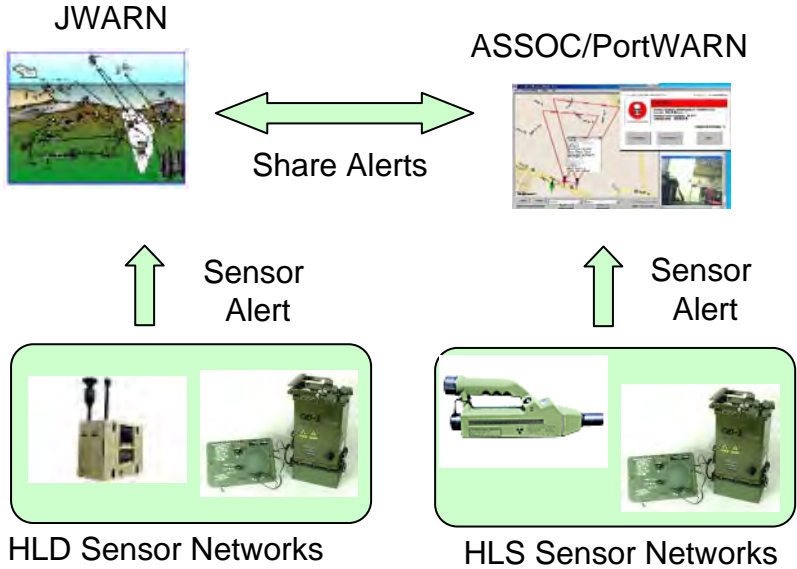 JWARN
ASSOC/PortWARN
Share Alerts
Sensor
Alert
Sensor
Alert
HLD Sensor Networks
HLS Sensor Networks